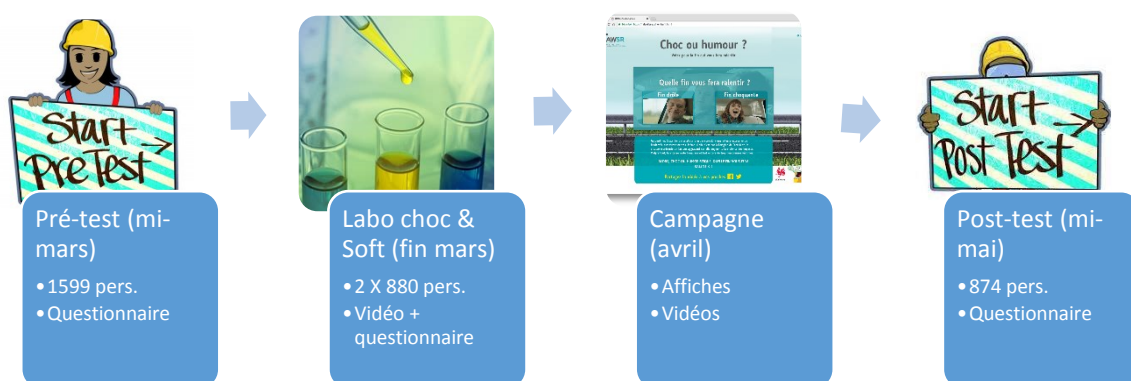 Start
PreTest
Pré-test (mi-
mars)
•1599 pers.
•Questionnaire
Labo choc &
Soft (fin mars)
•2 X 880 pers.
•Vidéo +
questionnaire
AWSR
Choc ou humour ?
Quelle fin vous fera ralentir ?
Fin drôle
Fin choquante
Campagne
(avril)
•Affiches
•Vidéos
Start
Post Test
Post-test (mi-
mai)
•874 pers.
•Questionnaire